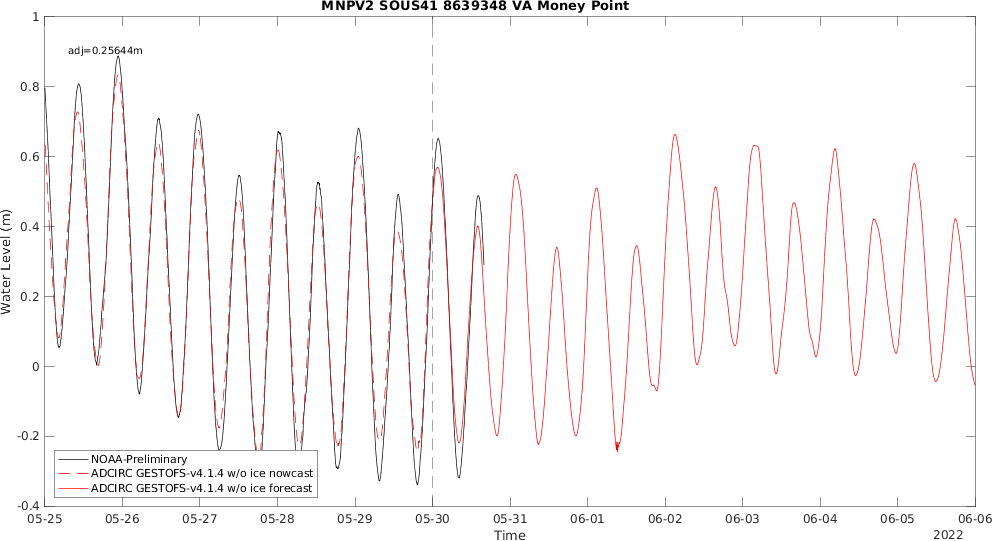 MNPV2 SOUS41 8639348 VA Money Point
adj=0.25644m
1
0.8
0.6
0.4
0.2
0
-0.2
-0.4
Water Level (m)
NOAA-Preliminary
ADCIRC GESTOFS-v4.1.4 w/o ice nowcast
ADCIRC GESTOFS-v4.1.4 w/o ice forecast
05-25 05-26 05-27 05-28 05-29 05-30 05-31 06-01 06-02 06-03 06-04 06-05 06-06
Time
2022